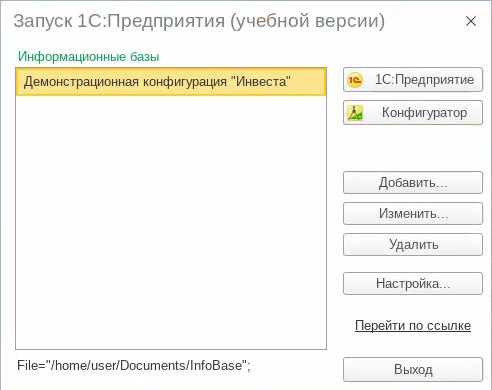 Запуск 1С:Предприятия (учебной версии)
Информационные базы
Демонстрационная конфигурация "Инвеста"
1С:Предприятие
Конфигуратор
Добавить...
Изменить...
Удалить
Настройка...
Перейти по ссылке
File="/home/user/Documents/InfoBase";
Выход